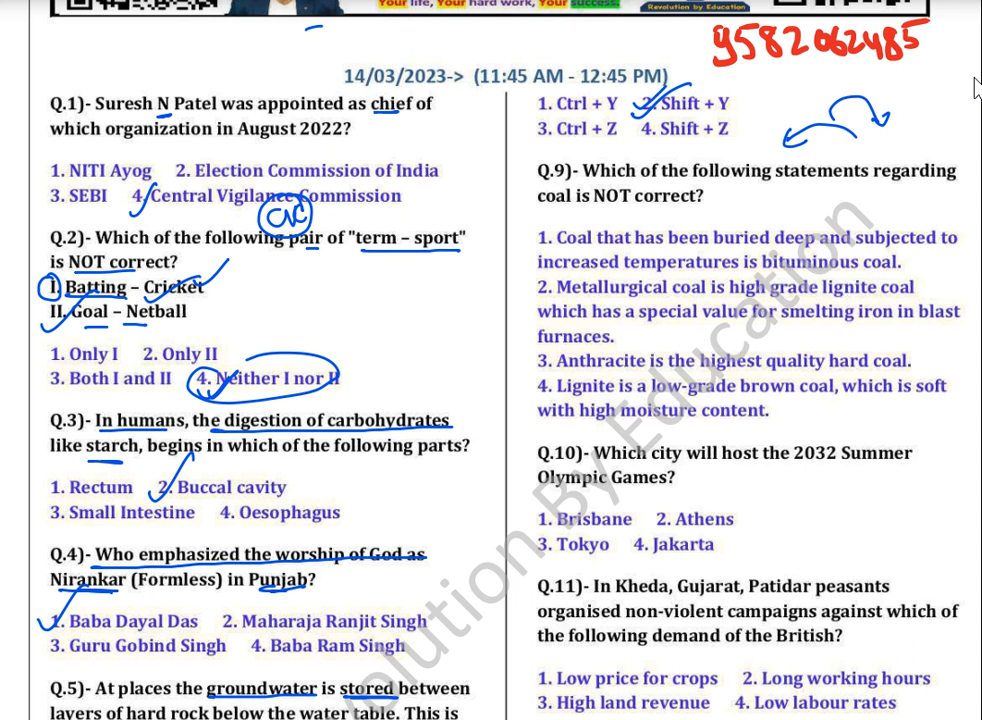 Your life, Your hard work, Your success.
Revolution by Education
9582062485
14/03/2023-> (11:45 AM - 12:45 PM)
Q.1)- Suresh N Patel was appointed as chief of
which organization in August 2022?
1. NITI Ayog 2. Election Commission of India
3. SEBI 4. Central Vigilance Commission
CVC
Q.2)- Which of the following pair of "term – sport"
is NOT correct?
I. Batting – Cricket
II. Goal – Netball
1. Only I 2. Only II
3. Both I and II 4. Neither I nor II
Q.3)- In humans, the digestion of carbohydrates
like starch, begins in which of the following parts?
1. Rectum 2. Buccal cavity
3. Small Intestine 4. Oesophagus
Q.4)- Who emphasized the worship of God as
Nirankar (Formless) in Punjab?
1. Baba Dayal Das 2. Maharaja Ranjit Singh
3. Guru Gobind Singh 4. Baba Ram Singh
Q.5)- At places the groundwater is stored between
layers of hard rock below the water table. This is
1. Ctrl + Y 2. Shift + Y
3. Ctrl + Z 4. Shift + Z
Q.9)- Which of the following statements regarding
coal is NOT correct?
1. Coal that has been buried deep and subjected to
increased temperatures is bituminous coal.
2. Metallurgical coal is high grade lignite coal
which has a special value for smelting iron in blast
furnaces.
3. Anthracite is the highest quality hard coal.
4. Lignite is a low-grade brown coal, which is soft
with high moisture content.
Q.10)- Which city will host the 2032 Summer
Olympic Games?
1. Brisbane 2. Athens
3. Tokyo 4. Jakarta
Q.11)- In Kheda, Gujarat, Patidar peasants
organised non-violent campaigns against which of
the following demand of the British?
1. Low price for crops 2. Long working hours
3. High land revenue 4. Low labour rates
olution By Education